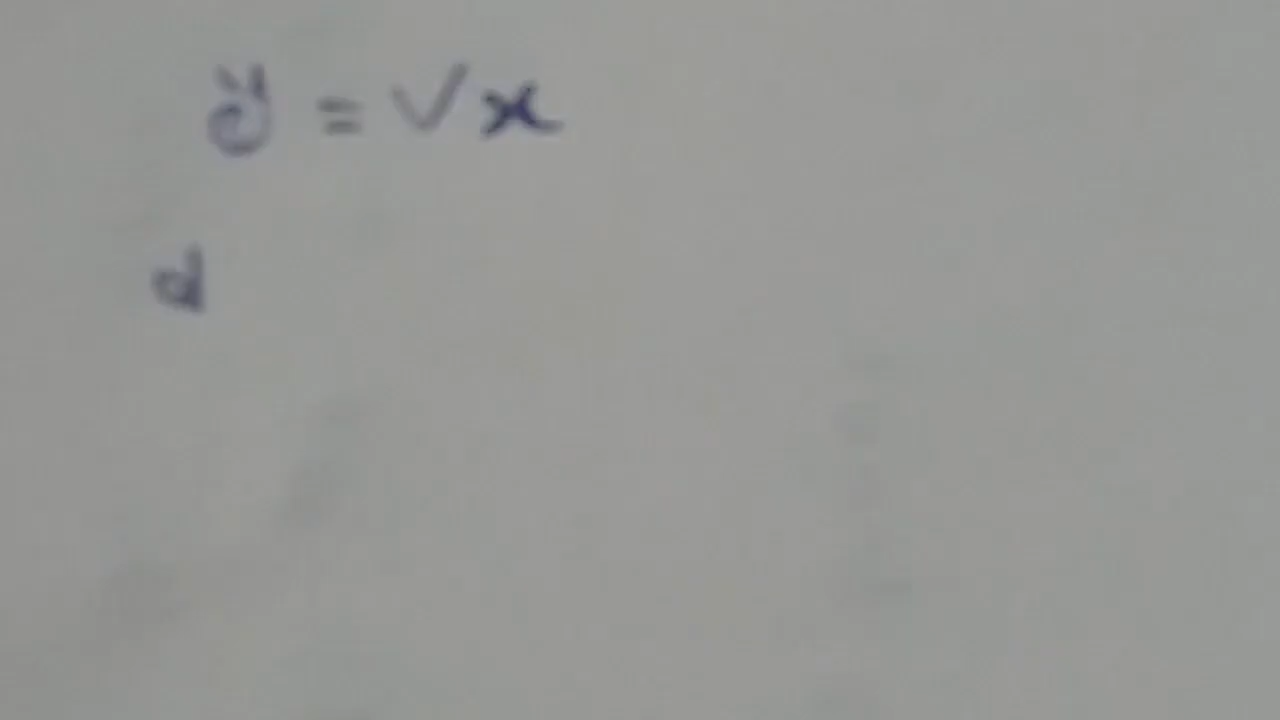 y = √x
d